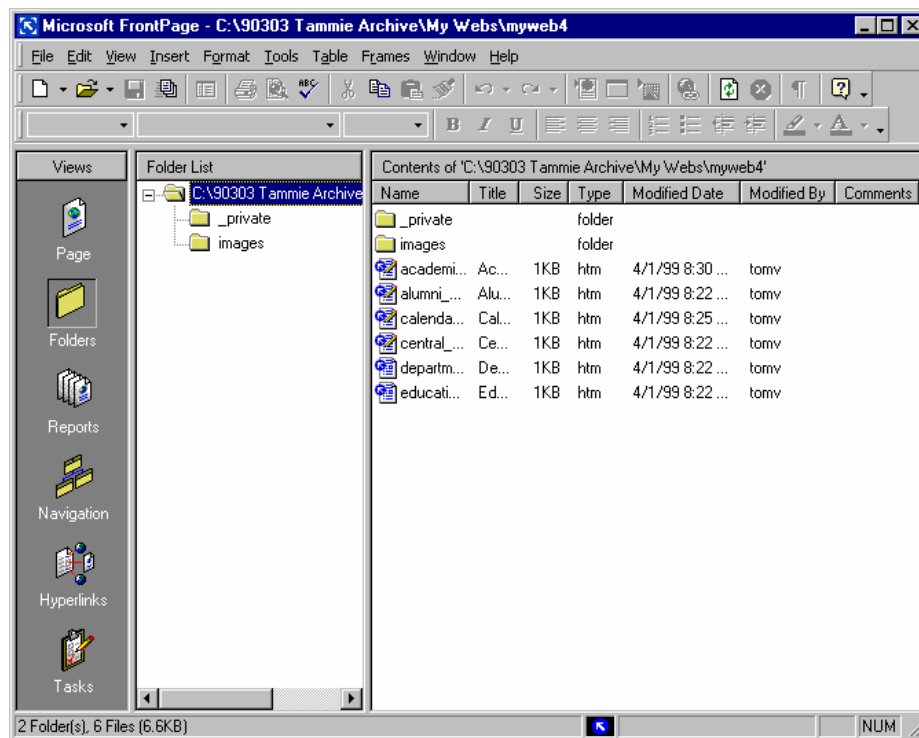 Microsoft FrontPage - C:\90303 Tammie Archive\My Webs\myweb4
File Edit View Insert Format Tools Table Frames Window Help
ABC
B I U A
Views
Page
Folders
Reports
Navigation
Hyperlinks
Tasks
Folder List
C:\90303 Tammie Archive
_private
images
Contents of 'C:\90303 Tammie Archive\My Webs\myweb4'
Name Title Size Type Modified Date Modified By Comments
_private folder
images folder
academi... Ac... 1KB htm 4/1/99 8:30 ... tomv
alumni_... Alu... 1KB htm 4/1/99 8:22 ... tomv
calenda... Cal... 1KB htm 4/1/99 8:25 ... tomv
central_... Ce... 1KB htm 4/1/99 8:22 ... tomv
departm... De... 1KB htm 4/1/99 8:22 ... tomv
educati... Ed... 1KB htm 4/1/99 8:22 ... tomv
2 Folder(s), 6 Files (6.6KB) NUM